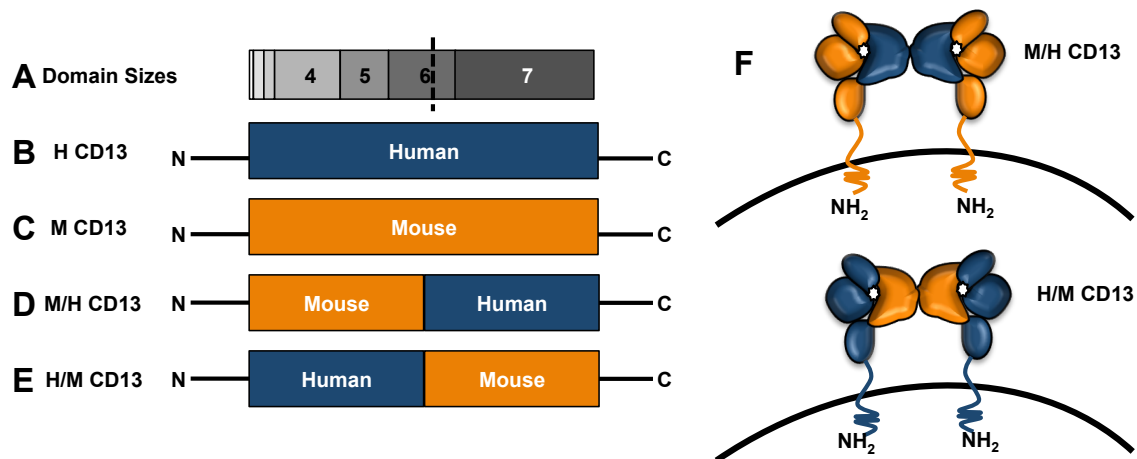 A Domain Sizes 4 5 6 7
B H CD13 N Human C
C M CD13 N Mouse C
D M/H CD13 N Mouse Human C
E H/M CD13 N Human Mouse C
F M/H CD13
NH2 NH2
H/M CD13
NH2 NH2